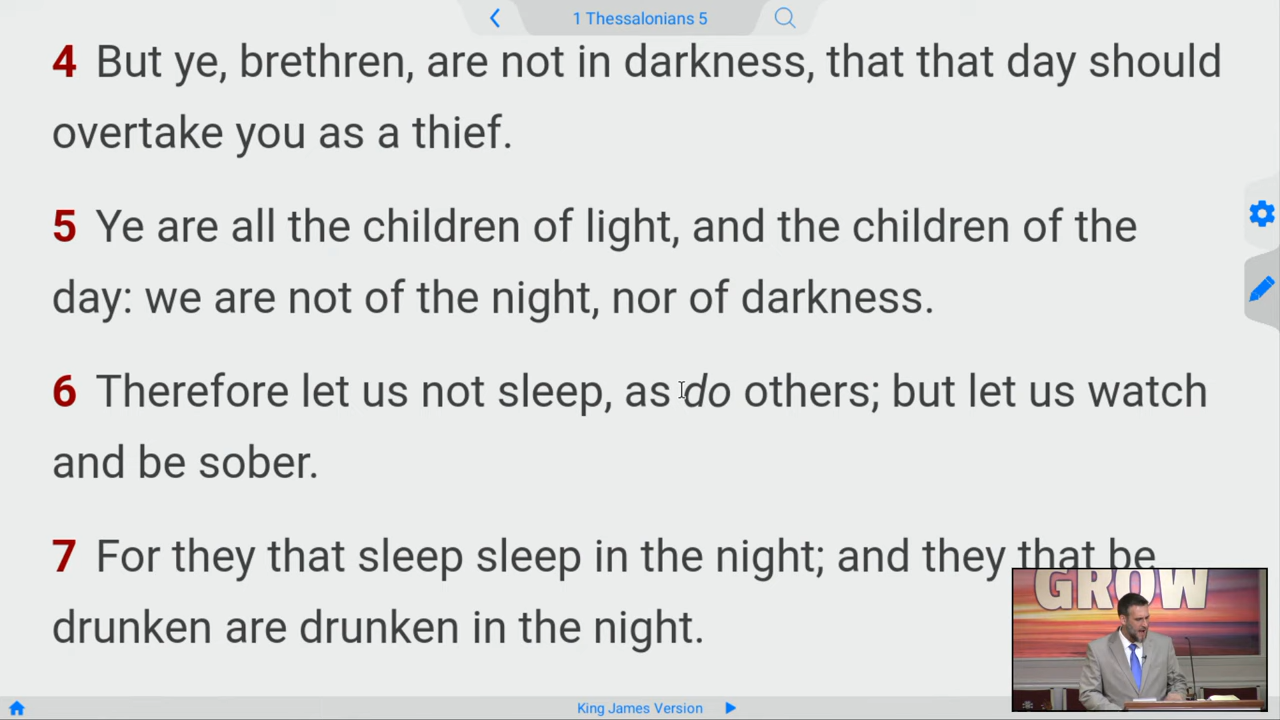 1 Thessalonians 5
4 But ye, brethren, are not in darkness, that that day should
overtake you as a thief.
5 Ye are all the children of light, and the children of the
day: we are not of the night, nor of darkness.
6 Therefore let us not sleep, as do others; but let us watch
and be sober.
7 For they that sleep sleep in the night; and they that be
drunken are drunken in the night.
GROW
King James Version